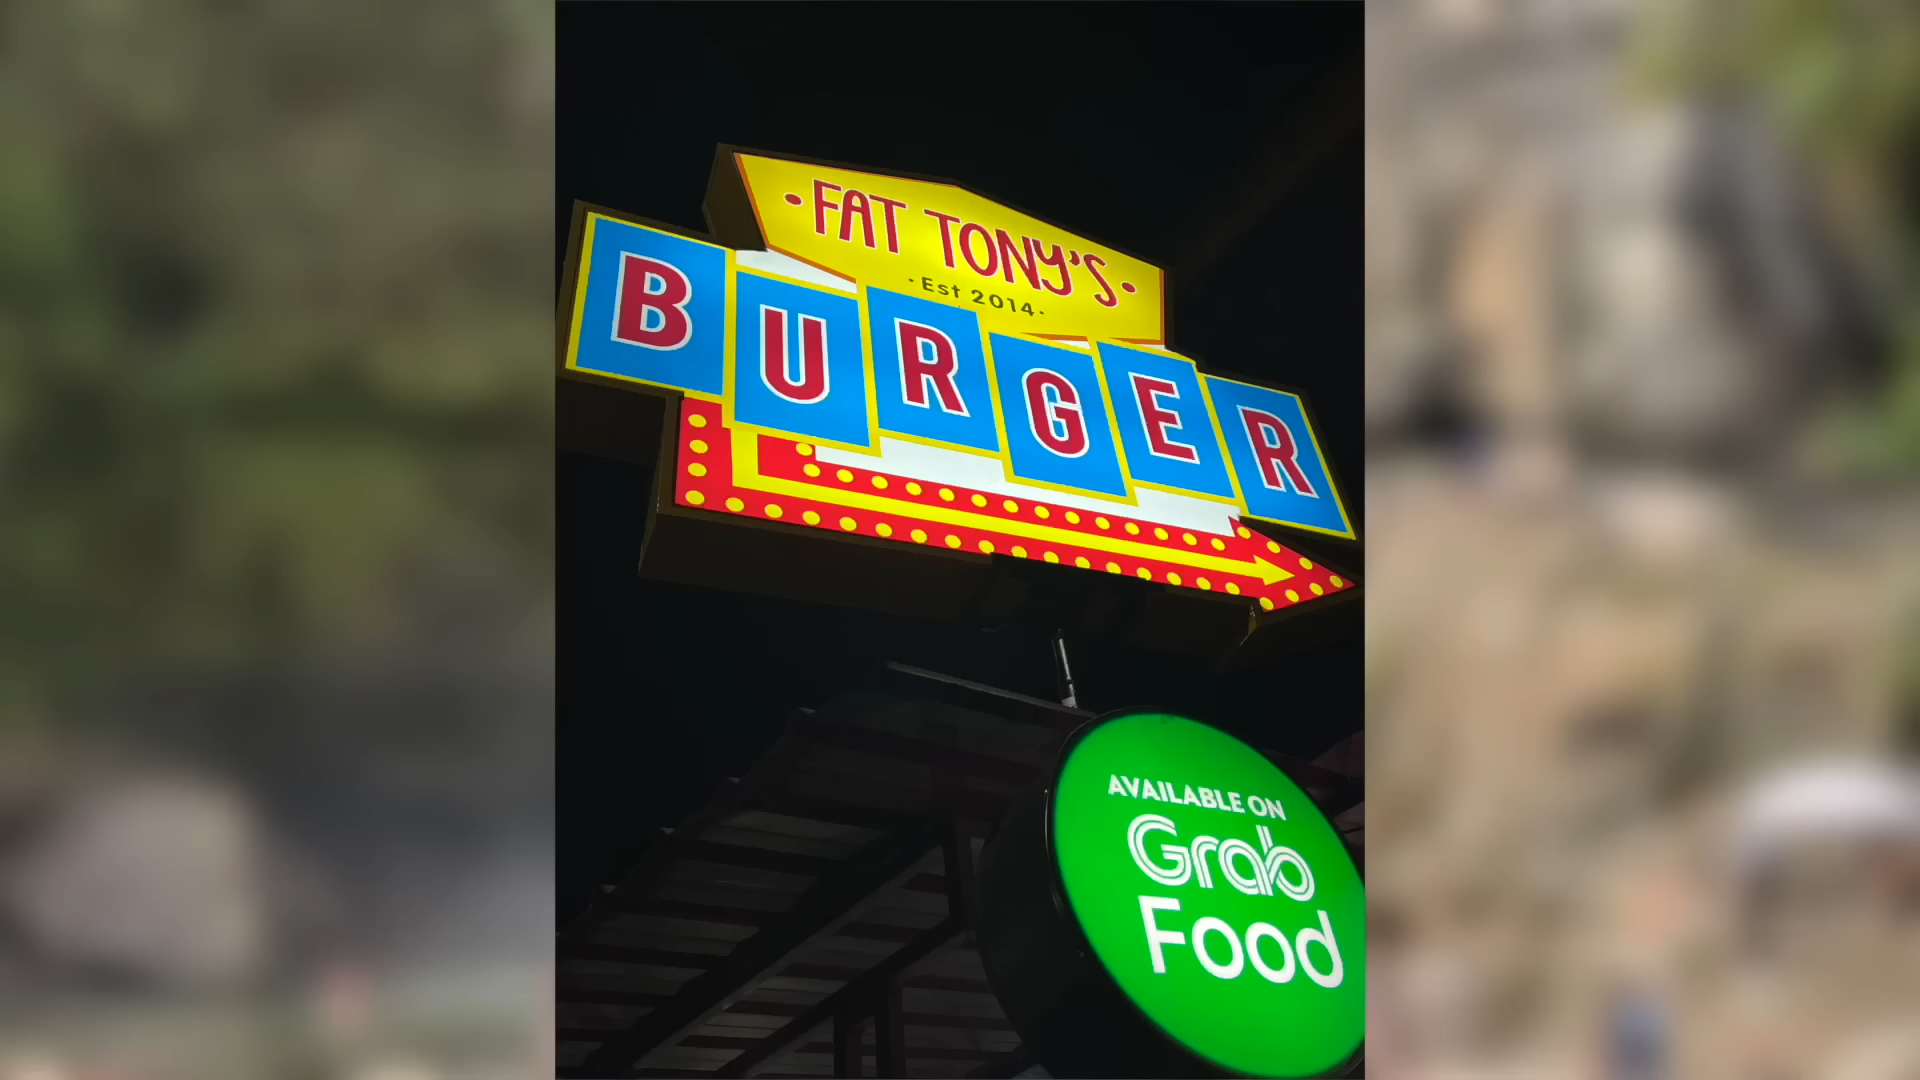 ·FAT TONY'S·
·Est 2014·
BURGER
AVAILABLE ON
Grab
Food